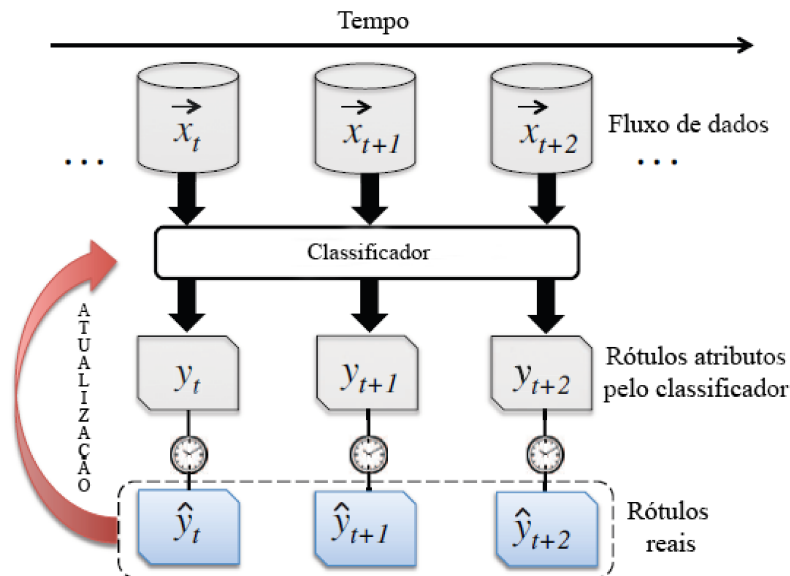 Tempo
x⃗t
x⃗t+1
x⃗t+2
Fluxo de dados
...
...
Classificador
ATUALIZAÇÃO
yt
yt+1
yt+2
Rótulos atributos
pelo classificador
ŷt
ŷt+1
ŷt+2
Rótulos
reais